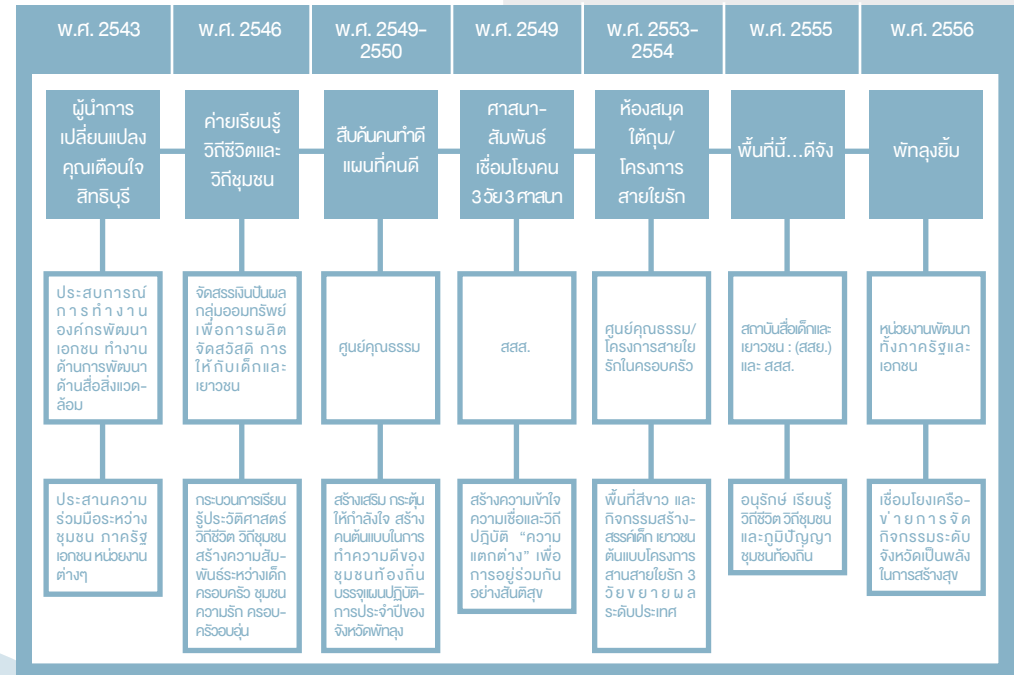 พ.ศ. 2543
พ.ศ. 2546
พ.ศ. 2549-
2550
พ.ศ. 2549
พ.ศ. 2553-
2554
พ.ศ. 2555
พ.ศ. 2556
ผู้นำการ
เปลี่ยนแปลง
คุณเตือนใจ
สิทธิบุรี
ค่ายเรียนรู้
วิถีชีวิตและ
วิถีชุมชน
สืบค้นคนทำดี
แผนที่คนดี
ศาสนา-
สัมพันธ์
เชื่อมโยงคน
3 วัย 3 ศาสนา
ห้องสมุด
ใต้ถุน/
โครงการ
สายใยรัก
พื้นที่นี้...ดีจัง
พัทลุงยิ้ม
ประสบการณ์
การทำงาน
องค์กรพัฒนา
เอกชน ทำงาน
ด้านการพัฒนา
ด้านสื่อสิ่งแวด-
ล้อม
จัดสรรเงินปันผล
กลุ่มออมทรัพย์
เพื่อการผลิต
จัดสวัสดิ การ
ให้กับเด็กและ
เยาวชน
ศูนย์คุณธรรม
สสส.
ศูนย์คุณธรรม/
โครงการสายใย
รักในครอบครัว
สถาบันสื่อเด็กและ
เยาวชน : (สสย.)
และ สสส.
หน่วยงานพัฒนา
ทั้งภาครัฐและ
เอกชน
ประสานความ
ร่วมมือระหว่าง
ชุมชน ภาครัฐ
เอกชน หน่วยงาน
ต่างๆ
กระบวนการเรียน
รู้ประวัติศาสตร์
วิถีชีวิต วิถีชุมชน
สร้างความสัม-
พันธ์ระหว่างเด็ก
ครอบครัว ชุมชน
ความรัก ครอบ-
ครัวอบอุ่น
สร้างเสริม กระตุ้น
ให้กำลังใจ สร้าง
คนต้นแบบในการ
ทำความดีของ
ชุมชนท้องถิ่น
บรรจุแผนปฏิบัติ-
การประจำปีของ
จังหวัดพัทลุง
สร้างความเข้าใจ
ความเชื่อและวิถี
ปฏิบัติ “ความ
แตกต่าง” เพื่อ
การอยู่ร่วมกัน
อย่างสันติสุข
พื้นที่สีขาว และ
กิจกรรมสร้าง-
สรรค์เด็ก เยาวชน
ต้นแบบโครงการ
สานสายใยรัก 3
วัยขยายผล
ระดับประเทศ
อนุรักษ์ เรียนรู้
วิถีชีวิต วิถีชุมชน
และภูมิปัญญา
ชุมชนท้องถิ่น
เชื่อมโยงเครือ-
ข่ายการจัด
กิจกรรมระดับ
จังหวัดเป็นพลัง
ในการสร้างสุข